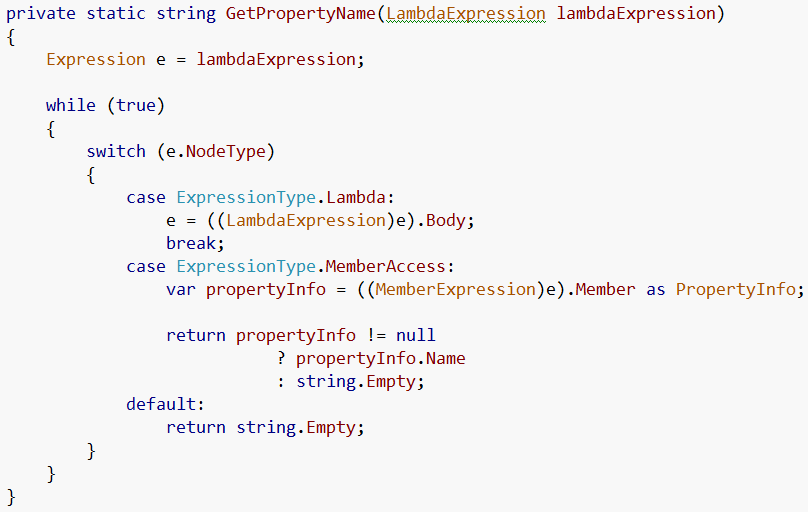 private static string GetPropertyName(LambdaExpression lambdaExpression)
{
    Expression e = lambdaExpression;

    while (true)
    {
        switch (e.NodeType)
        {
            case ExpressionType.Lambda:
                e = ((LambdaExpression)e).Body;
                break;
            case ExpressionType.MemberAccess:
                var propertyInfo = ((MemberExpression)e).Member as PropertyInfo;

                return propertyInfo != null
                           ? propertyInfo.Name
                           : string.Empty;
            default:
                return string.Empty;
        }
    }
}